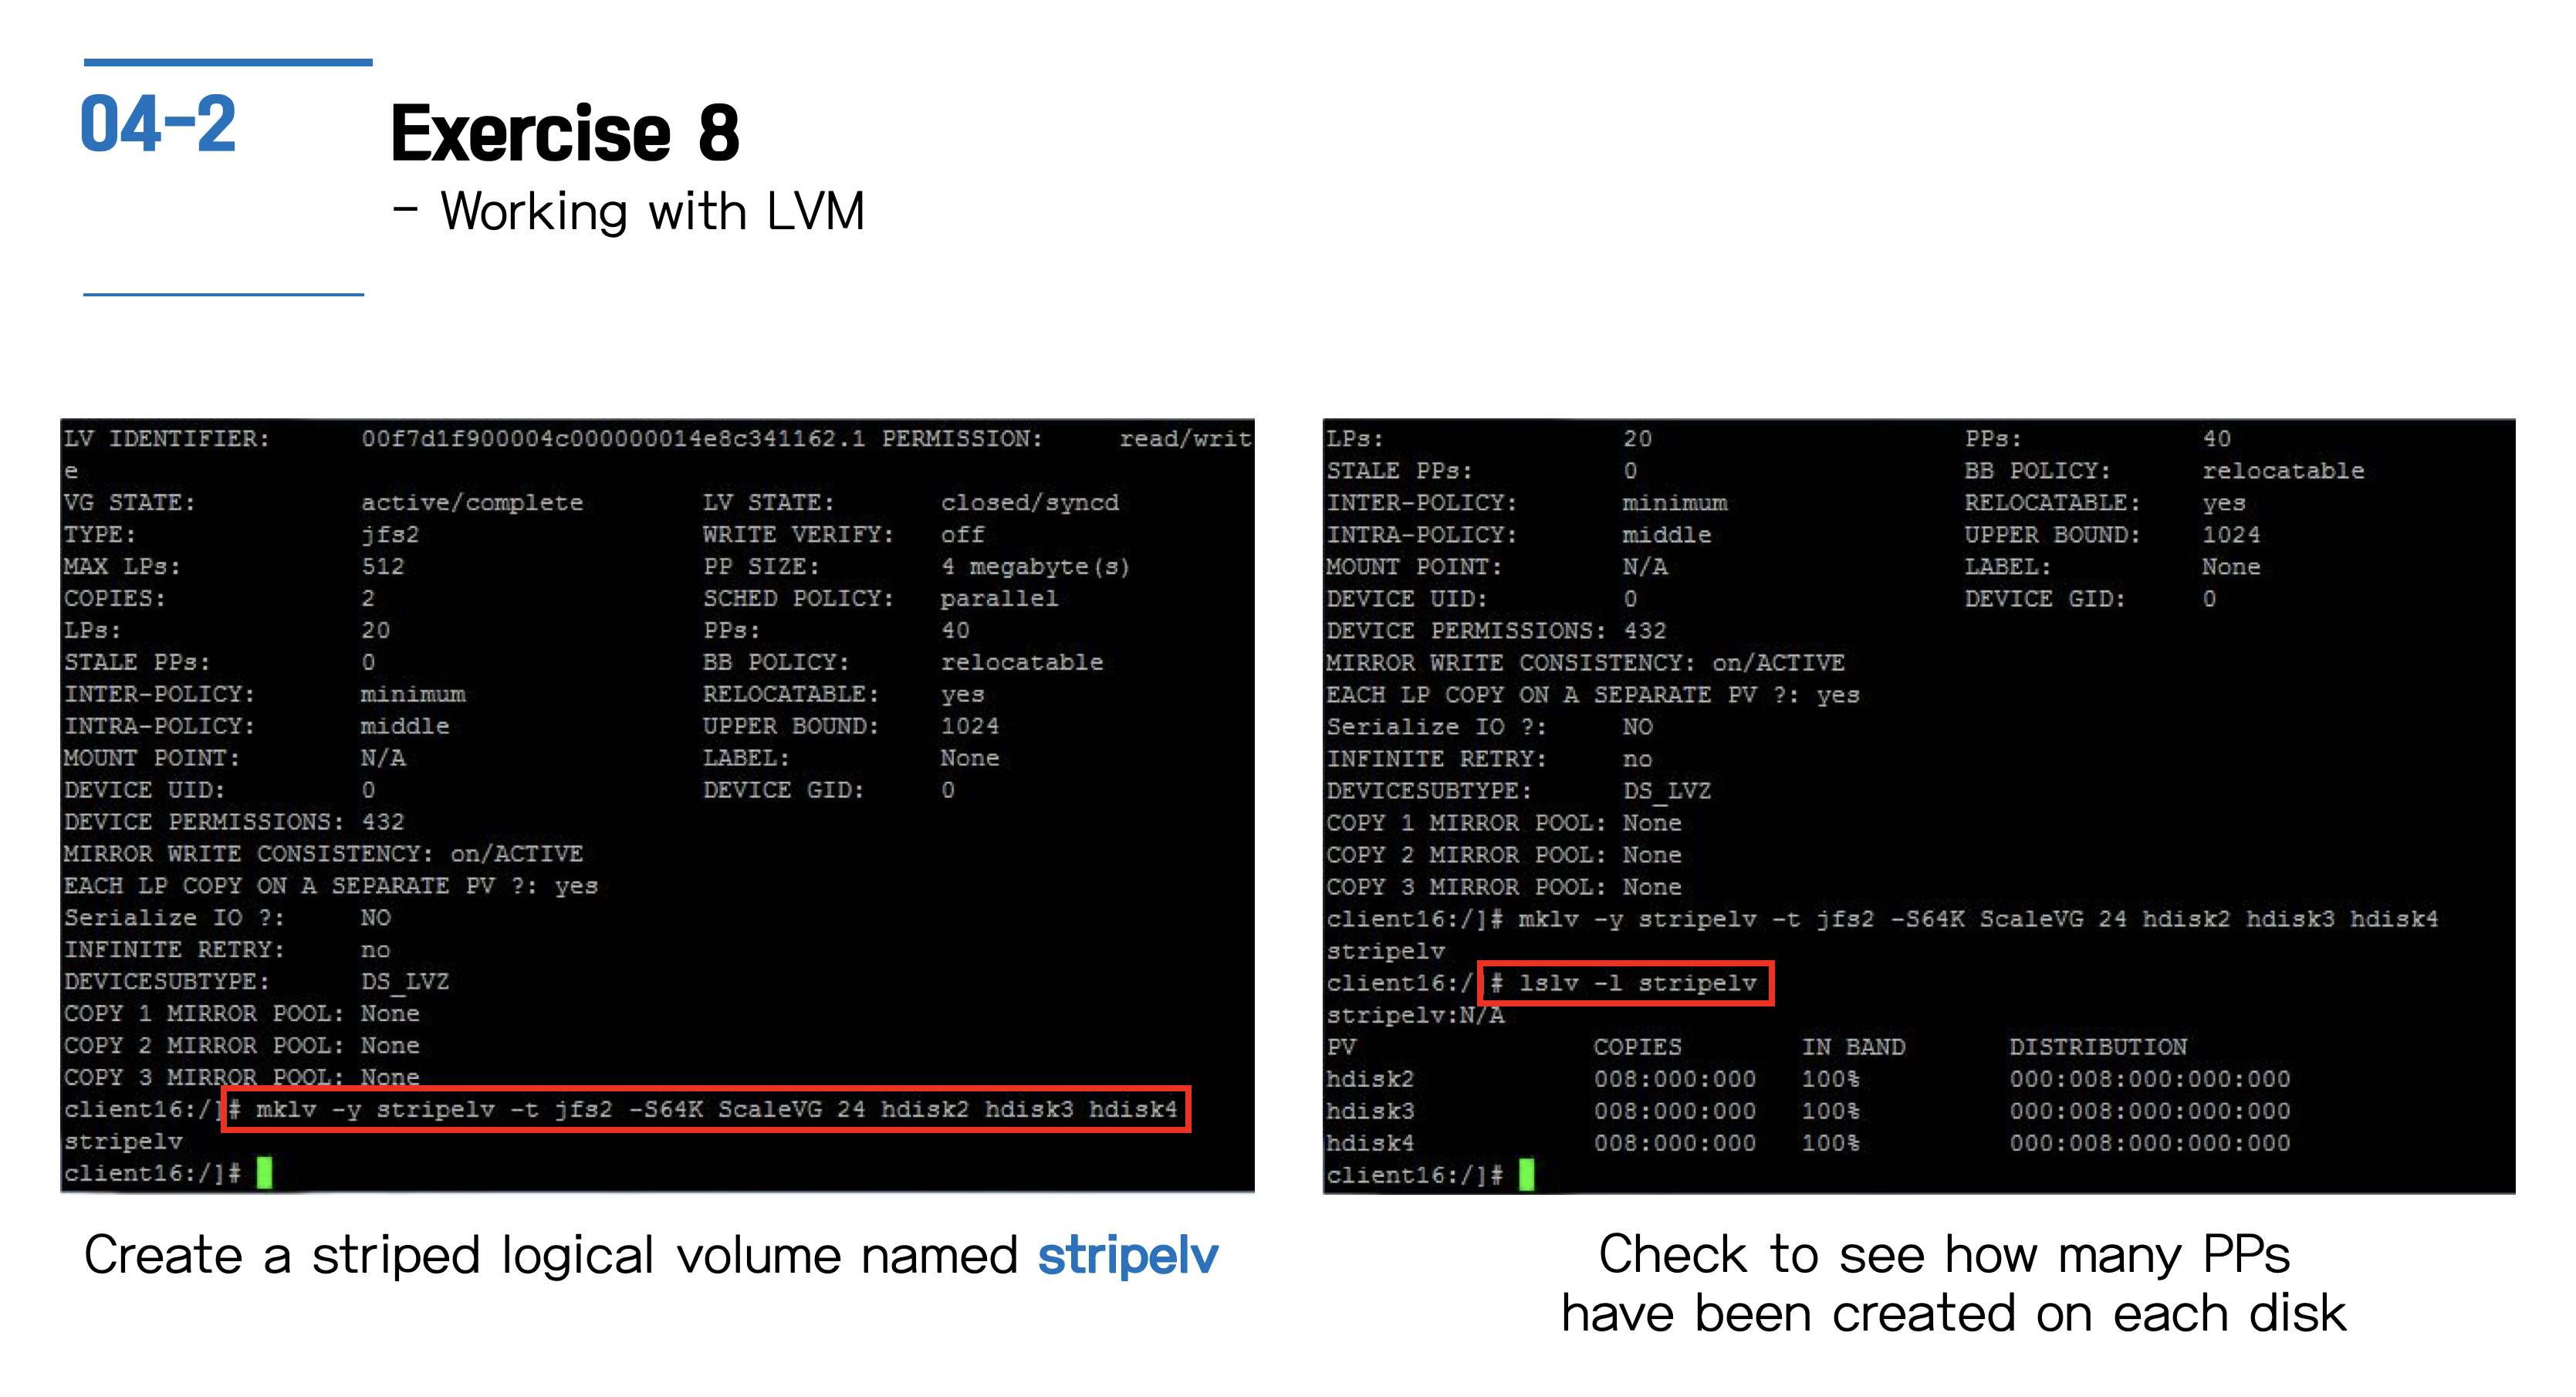 04-2
Exercise 8
- Working with LVM
LV IDENTIFIER: 00f7d1f900004c000000014e8c341162.1 PERMISSION: read/writ
e
VG STATE: active/complete LV STATE: closed/syncd
TYPE: jfs2 WRITE VERIFY: off
MAX LPs: 512 PP SIZE: 4 megabyte(s)
COPIES: 2 SCHED POLICY: parallel
LPs: 20 PPs: 40
STALE PPs: 0 BB POLICY: relocatable
INTER-POLICY: minimum RELOCATABLE: yes
INTRA-POLICY: middle UPPER BOUND: 1024
MOUNT POINT: N/A LABEL: None
DEVICE UID: 0 DEVICE GID: 0
DEVICE PERMISSIONS: 432
MIRROR WRITE CONSISTENCY: on/ACTIVE
EACH LP COPY ON A SEPARATE PV ?: yes
Serialize IO ?: NO
INFINITE RETRY: no
DEVICESUBTYPE: DS_LVZ
COPY 1 MIRROR POOL: None
COPY 2 MIRROR POOL: None
COPY 3 MIRROR POOL: None
client16:/]# mklv -y stripelv -t jfs2 -S64K ScaleVG 24 hdisk2 hdisk3 hdisk4
stripelv
client16:/]#
Create a striped logical volume named stripelv
LPs: 20 PPs: 40
STALE PPs: 0 BB POLICY: relocatable
INTER-POLICY: minimum RELOCATABLE: yes
INTRA-POLICY: middle UPPER BOUND: 1024
MOUNT POINT: N/A LABEL: None
DEVICE UID: 0 DEVICE GID: 0
DEVICE PERMISSIONS: 432
MIRROR WRITE CONSISTENCY: on/ACTIVE
EACH LP COPY ON A SEPARATE PV ?: yes
Serialize IO ?: NO
INFINITE RETRY: no
DEVICESUBTYPE: DS_LVZ
COPY 1 MIRROR POOL: None
COPY 2 MIRROR POOL: None
COPY 3 MIRROR POOL: None
client16:/]# mklv -y stripelv -t jfs2 -S64K ScaleVG 24 hdisk2 hdisk3 hdisk4
stripelv
client16:/# lslv -l stripelv
stripelv:N/A
PV COPIES IN BAND DISTRIBUTION
hdisk2 008:000:000 100% 000:008:000:000:000
hdisk3 008:000:000 100% 000:008:000:000:000
hdisk4 008:000:000 100% 000:008:000:000:000
client16:/]#
Check to see how many PPs
have been created on each disk